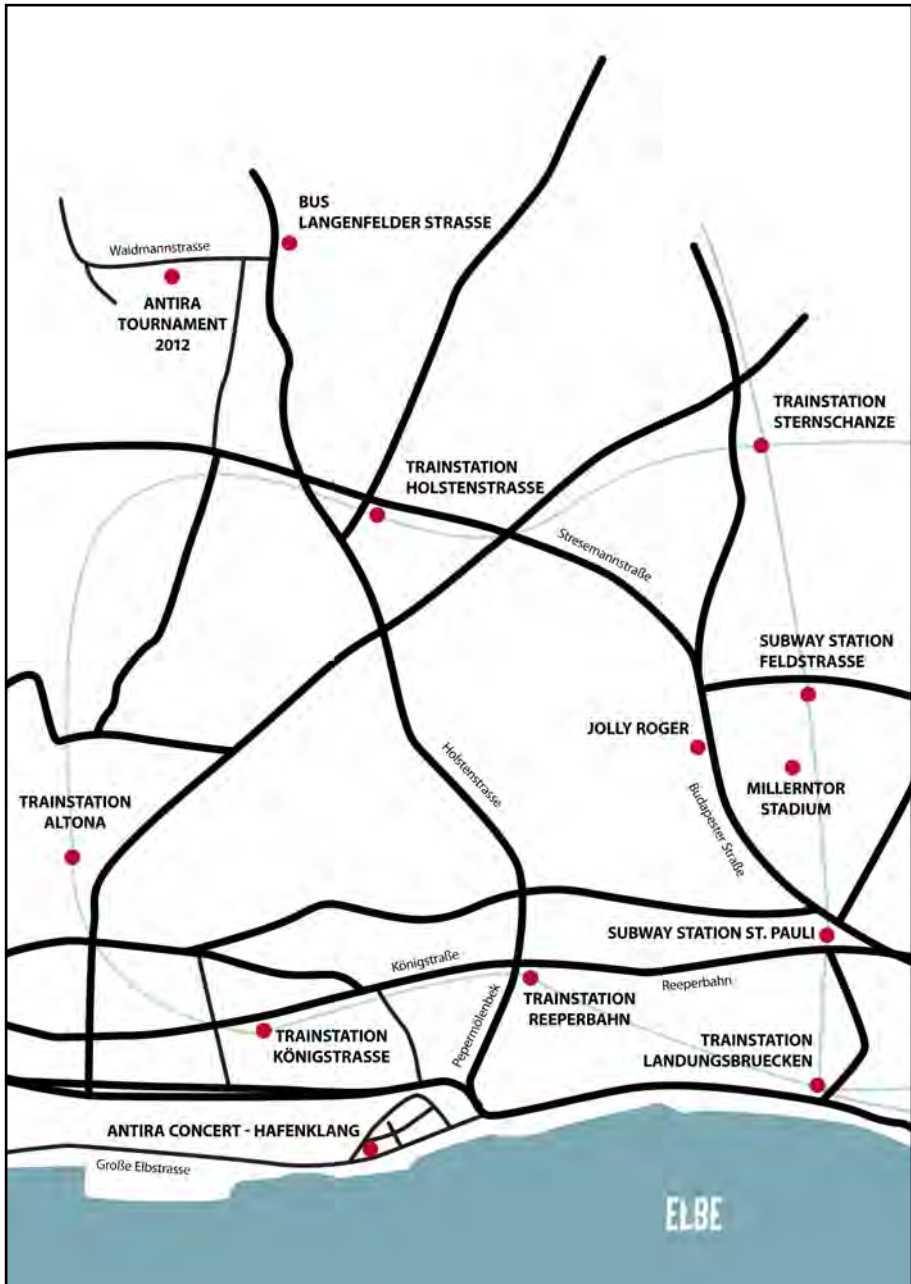 BUS
LANGENFELDER STRASSE
Waidmannstrasse
ANTIRA
TOURNAMENT
2012
TRAINSTATION
STERNSCHANZE
TRAINSTATION
HOLSTENSTRASSE
Stresemannstraße
SUBWAY STATION
FELDSTRASSE
JOLLY ROGER
Holstenstrasse
MILLERNTOR
STADIUM
TRAINSTATION
ALTONA
Budapester Straße
SUBWAY STATION ST. PAULI
Königstraße
Reeperbahn
TRAINSTATION
REEPERBAHN
Pepermölenbek
TRAINSTATION
KÖNIGSTRASSE
TRAINSTATION
LANDUNGSBRUECKEN
ANTIRA CONCERT - HAFENKLANG
Große Elbstrasse
ELBE